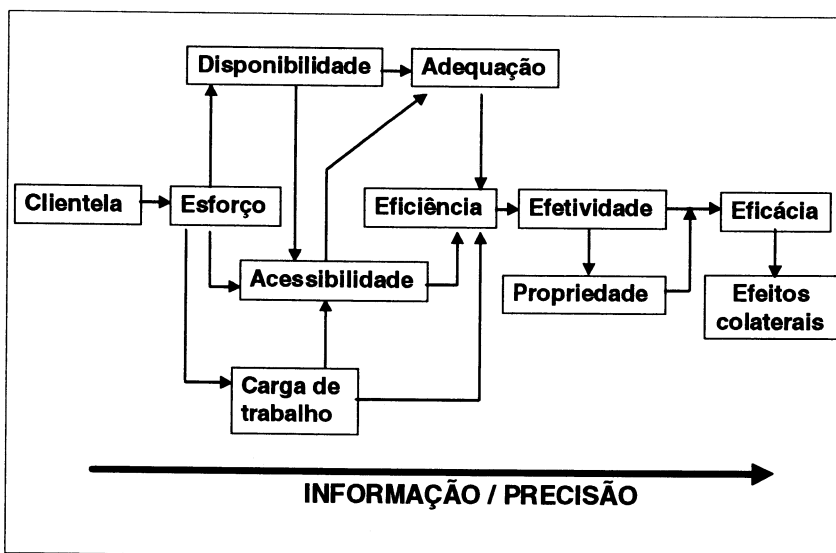 Disponibilidade
Adequação
Clientela
Esforço
Eficiência
Efetividade
Eficácia
Acessibilidade
Propriedade
Efeitos
colaterais
Carga de
trabalho
INFORMAÇÃO / PRECISÃO